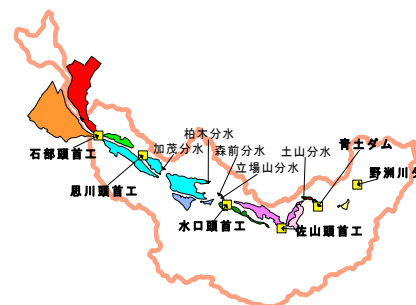 柏木分水
加茂分水
森前分水
土山分水
青土ダム
石部頭首工
立場山分水
野洲川ダ
思川頭首工
水口頭首工
佐山頭首工